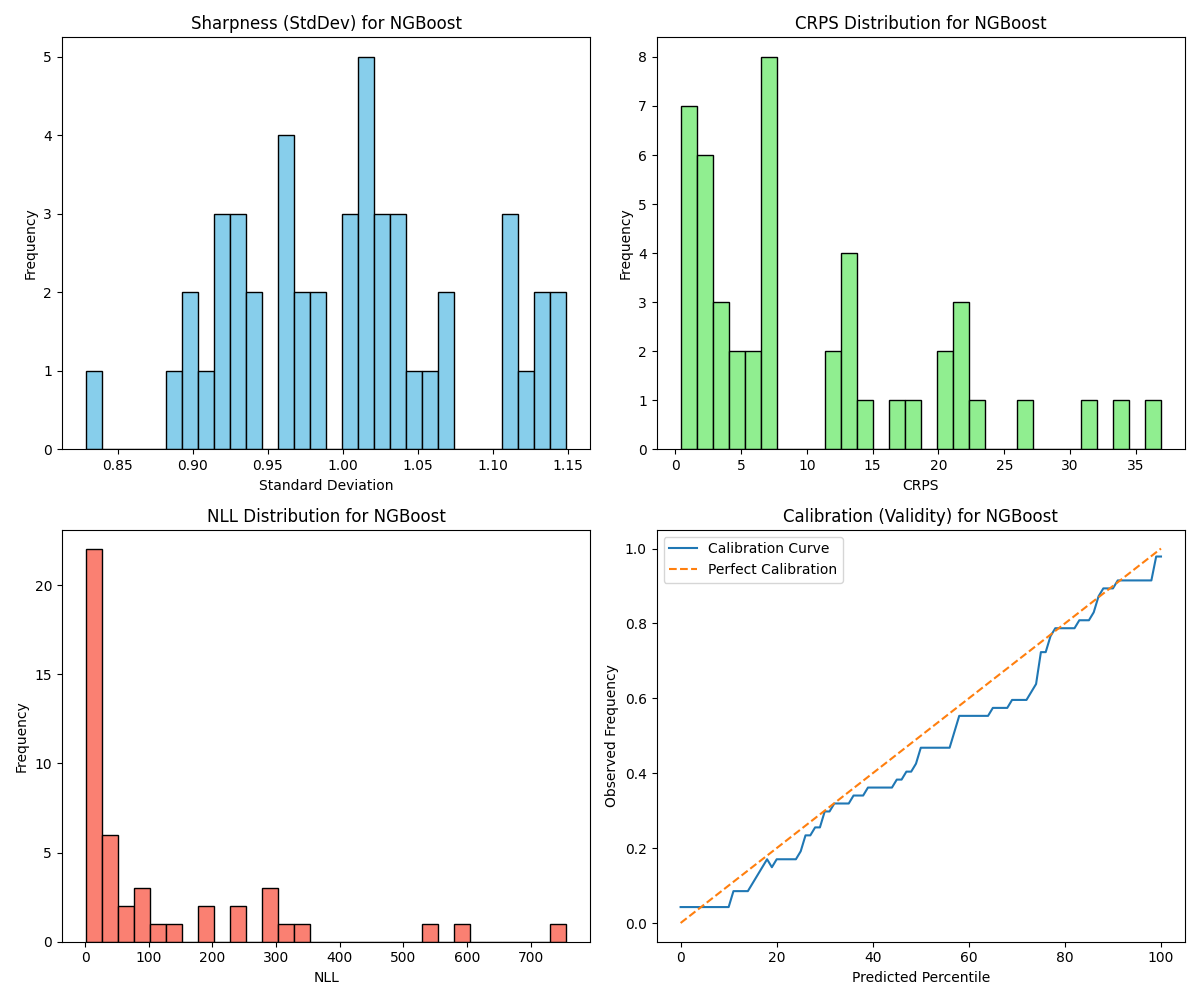 Sharpness (StdDev) for NGBoost
Frequency
5
4
3
2
1
0
0.85 0.90 0.95 1.00 1.05 1.10 1.15
Standard Deviation
CRPS Distribution for NGBoost
Frequency
8
7
6
5
4
3
2
1
0
0 5 10 15 20 25 30 35
CRPS
NLL Distribution for NGBoost
Frequency
20
15
10
5
0
0 100 200 300 400 500 600 700
NLL
Calibration (Validity) for NGBoost
Calibration Curve
Perfect Calibration
Observed Frequency
1.0
0.8
0.6
0.4
0.2
0.0
0 20 40 60 80 100
Predicted Percentile